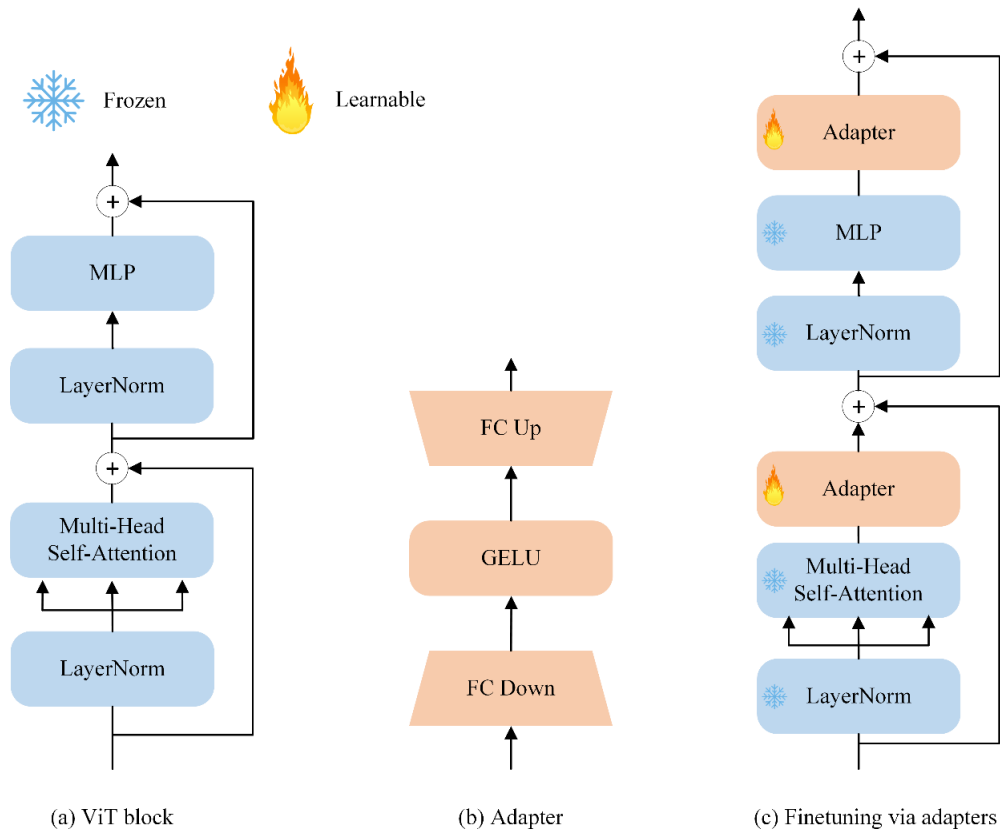 Frozen
Learnable
+
MLP
LayerNorm
+
Multi-Head
Self-Attention
LayerNorm
(a) ViT block
FC Up
GELU
FC Down
(b) Adapter
+
Adapter
MLP
LayerNorm
+
Adapter
Multi-Head
Self-Attention
LayerNorm
(c) Finetuning via adapters